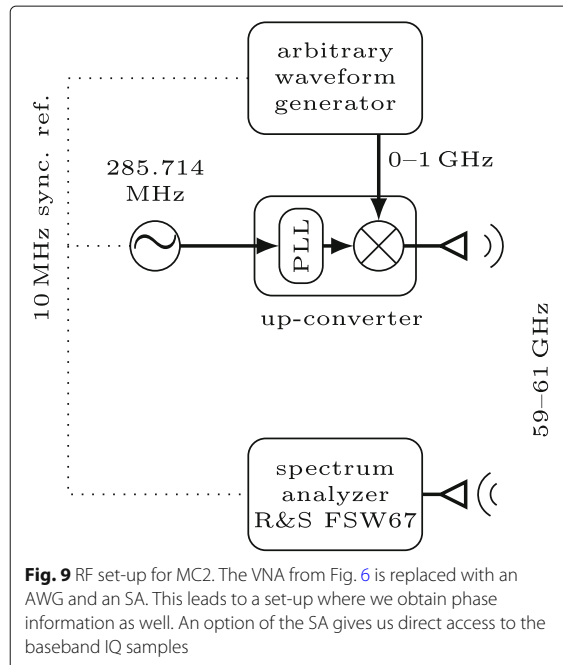 arbitrary
waveform
generator
10 MHz sync. ref.
0–1 GHz
285.714
MHz
PLL
up-converter
59–61 GHz
spectrum
analyzer
R&S FSW67
Fig. 9 RF set-up for MC2. The VNA from Fig. 6 is replaced with an
AWG and an SA. This leads to a set-up where we obtain phase
information as well. An option of the SA gives us direct access to the
baseband IQ samples